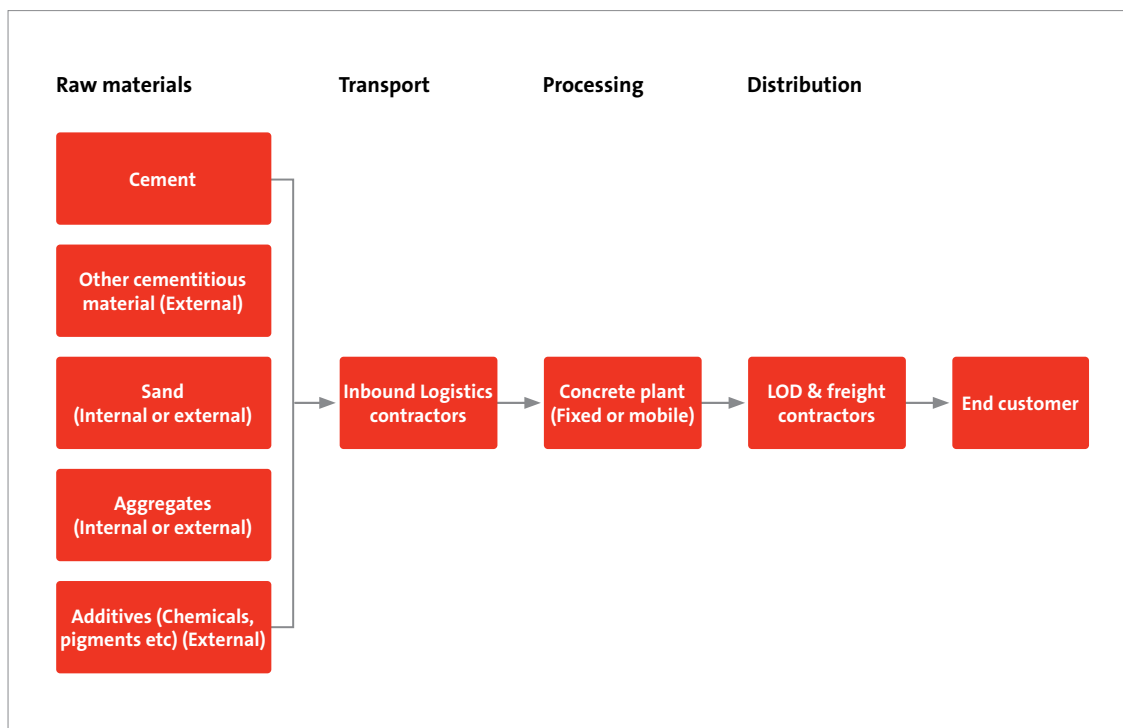 Raw materials
Transport
Processing
Distribution
Cement
Other cementitious
material (External)
Sand
(Internal or external)
Aggregates
(Internal or external)
Additives (Chemicals,
pigments etc) (External)
Inbound Logistics
contractors
Concrete plant
(Fixed or mobile)
LOD & freight
contractors
End customer